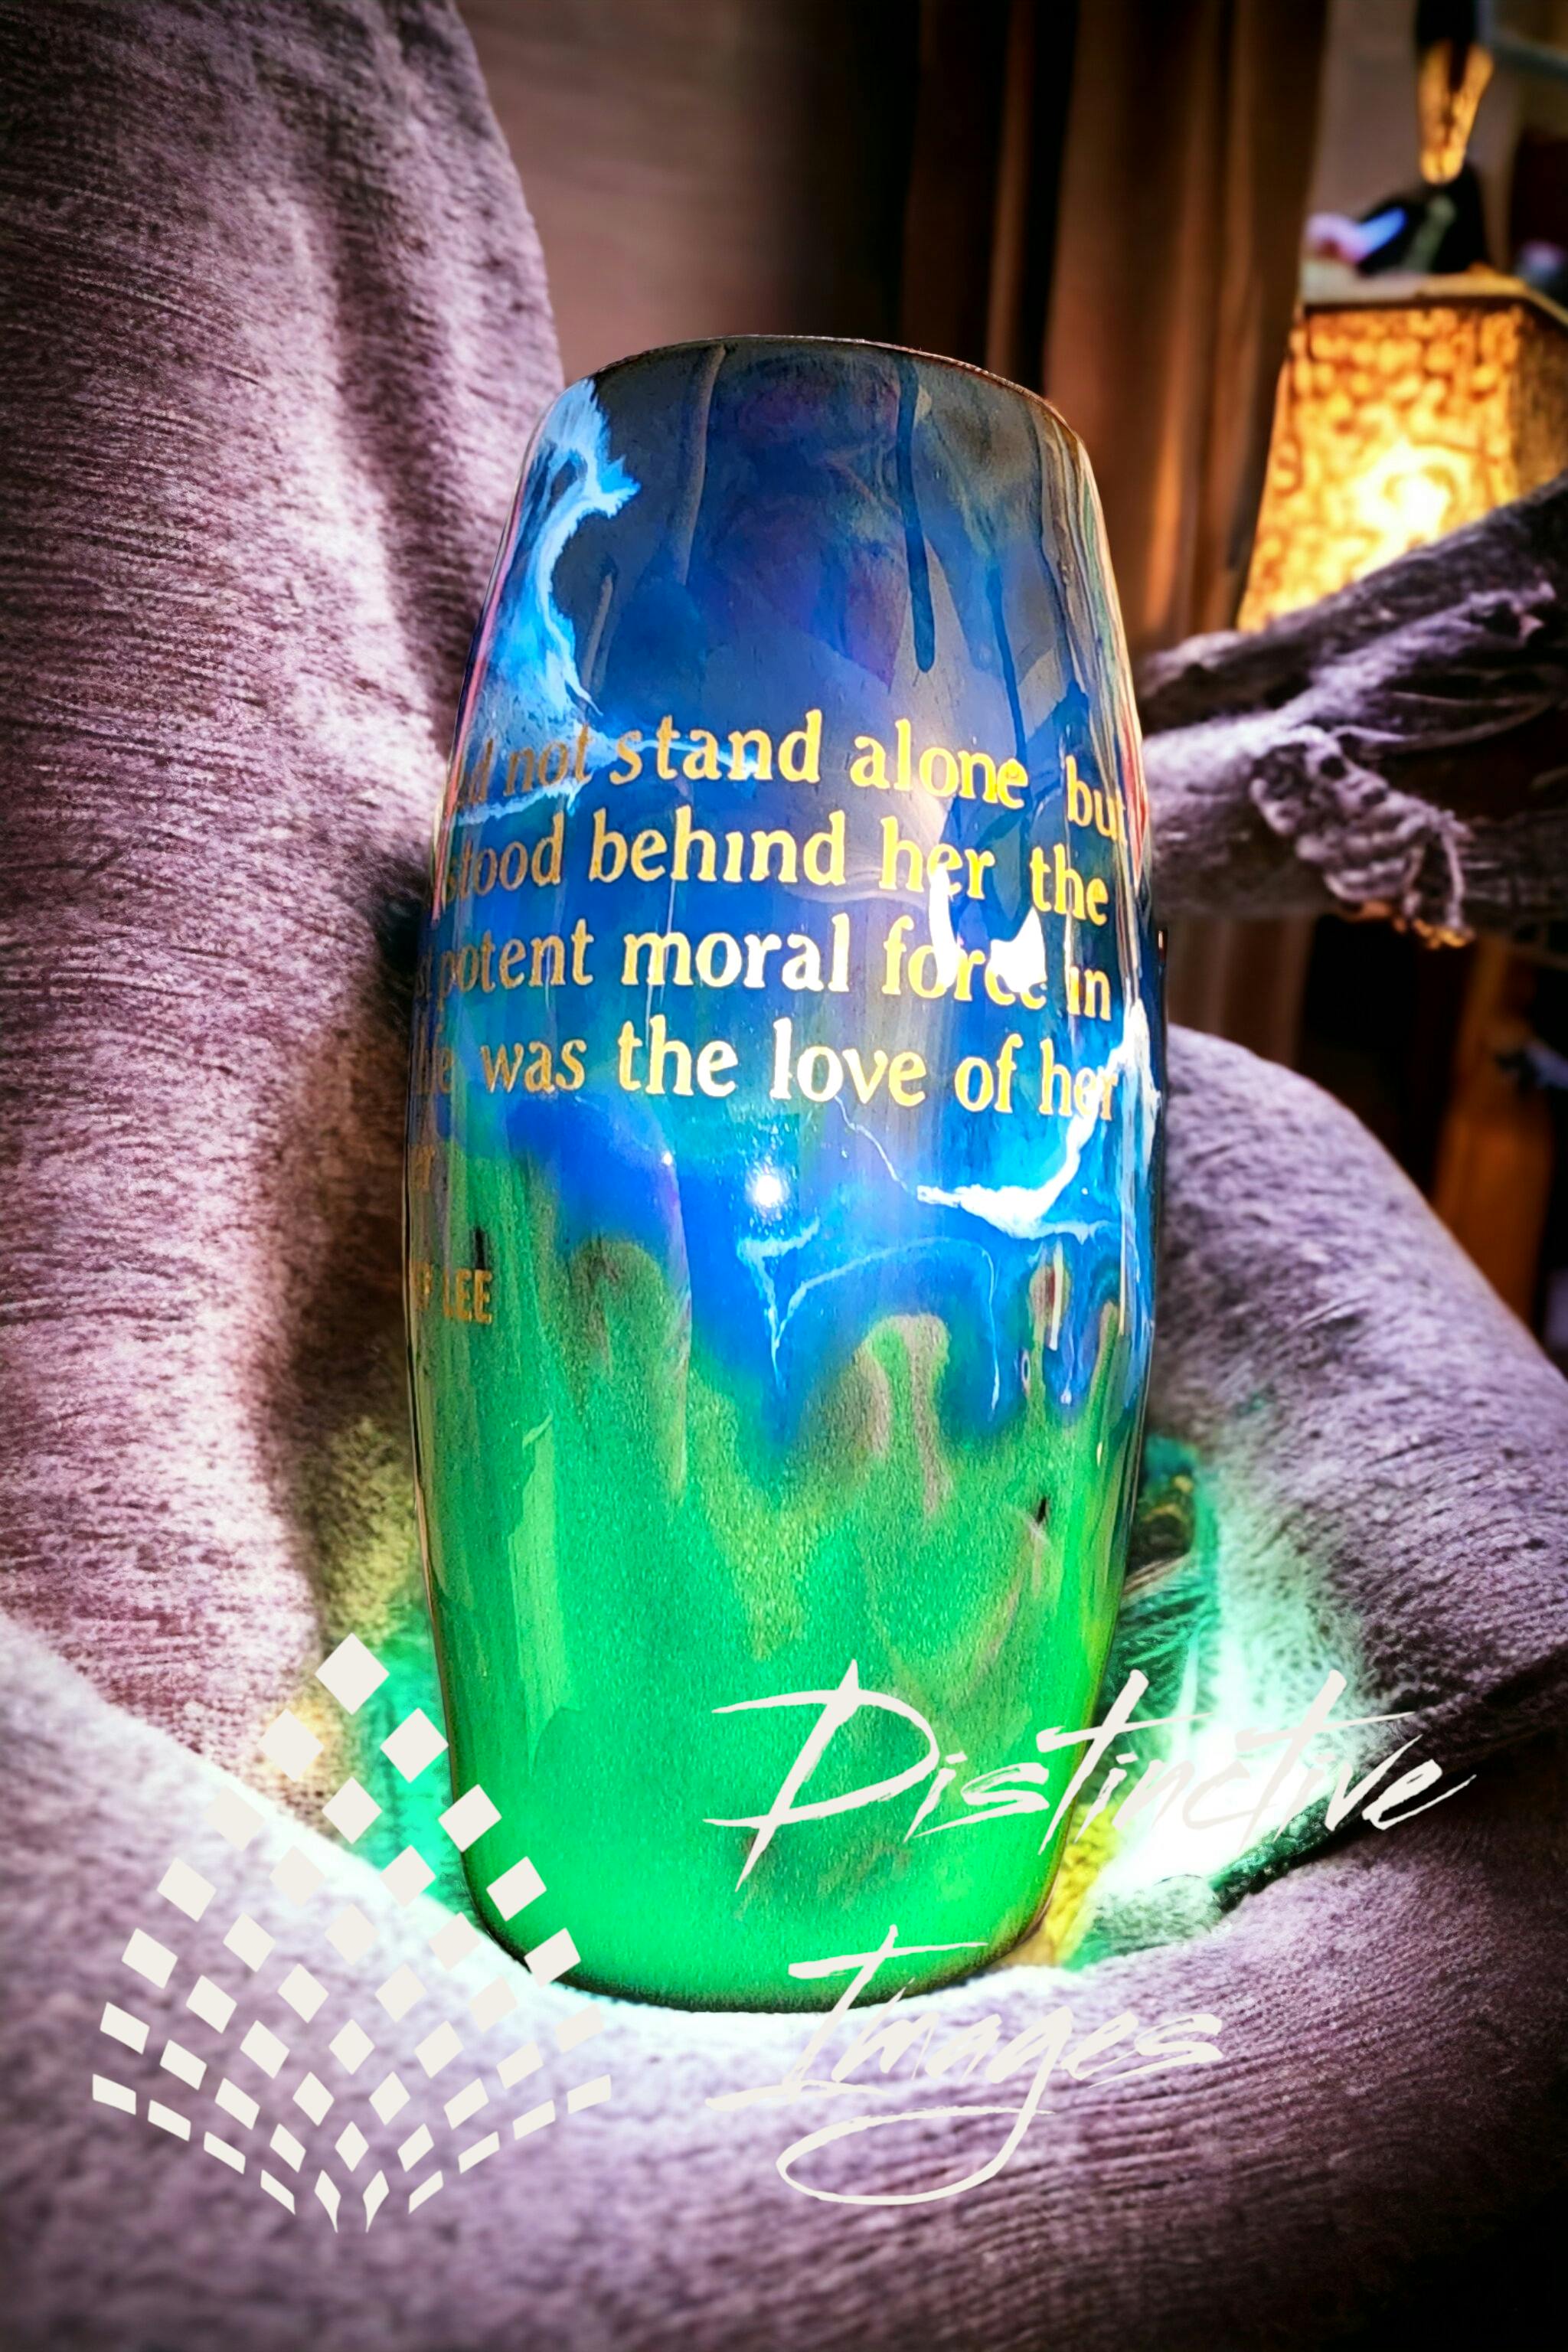 not stand alone but
stood behind her the
potent moral force in
was the love of her
LEE
Distinctive
Images